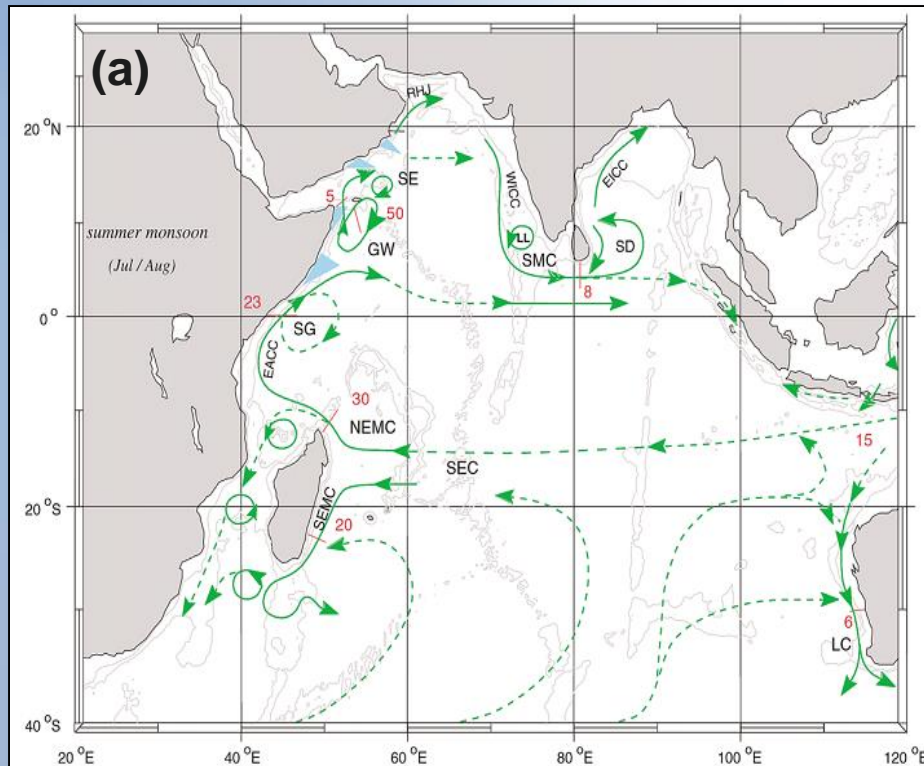 (a)
RHJ
20 °N
SE
5
50
WICC
EICC
summer monsoon
GW
LL
SD
(Jul / Aug)
SMC
8
23
0°
SG
EACC
30
NEMC
15
SEC
20 °S
SEMC
20
6
LC
40 °S
20 °E
40 °E
60 °E
80 °E
100 °E
120 °E